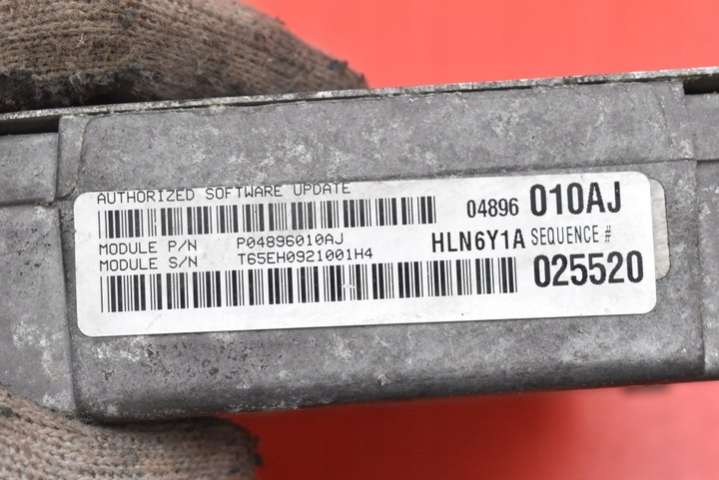 AUTHORIZED SOFTWARE UPDATE
04896 010AJ
MODULE P/N P04896010AJ
MODULE S/N T65EH0921001H4
HLN6Y1A SEQUENCE #
025520